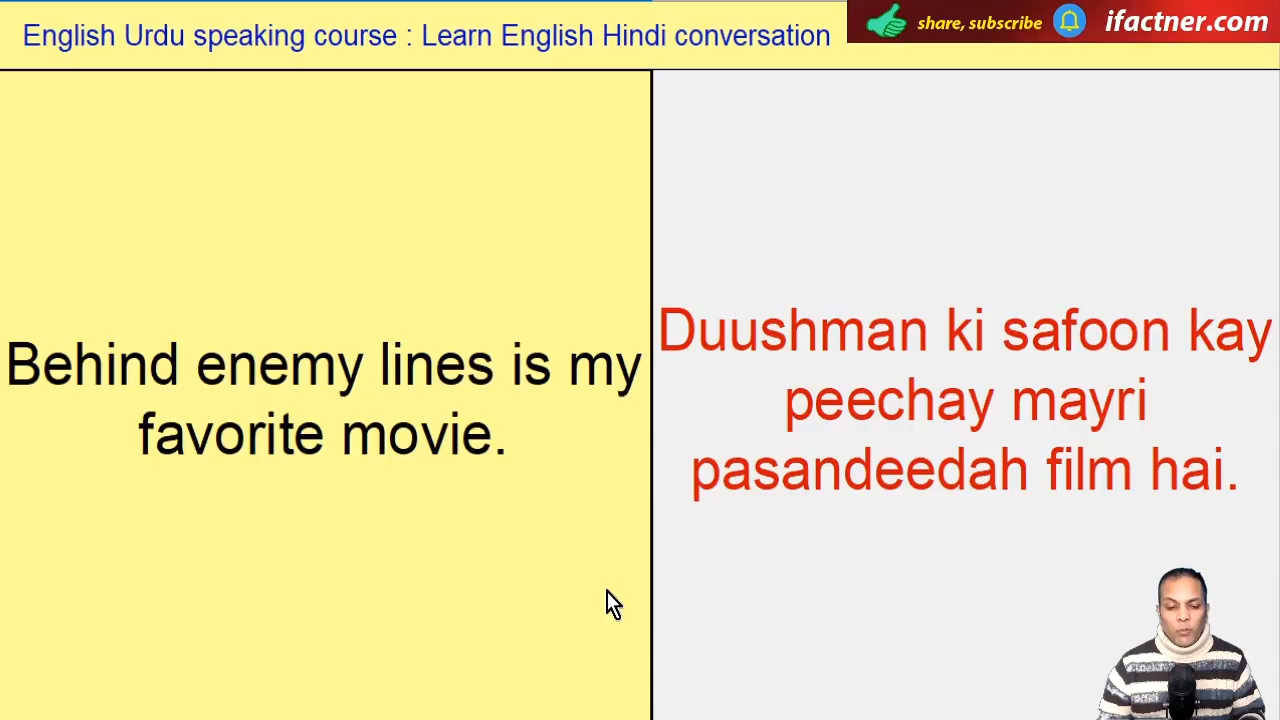 English Urdu speaking course : Learn English Hindi conversation
share, subscribe
ifactner.com
Behind enemy lines is my
favorite movie.
Duushman ki safoon kay
peechay mayri
pasandeedah film hai.